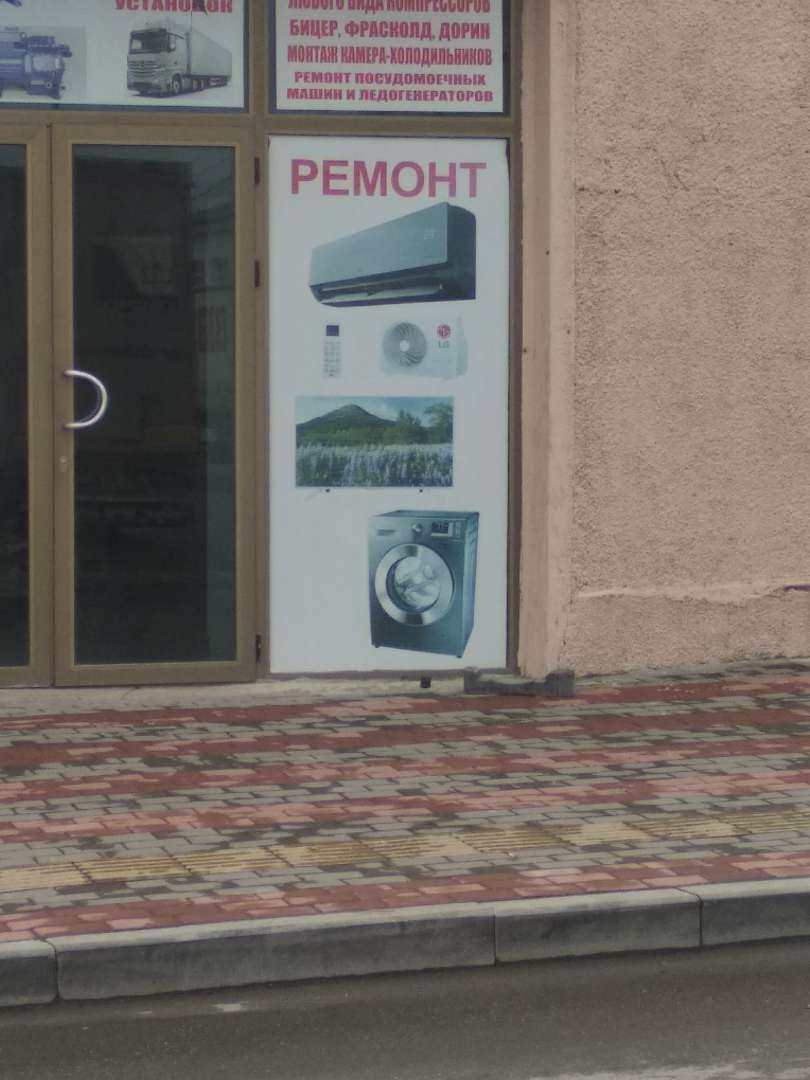 УСТАНОВОК
ЛЮБОГО ВИДА КОМПРЕССОРОВ
БИЦЕР, ФРАСКОЛД, ДОРИН
МОНТАЖ КАМЕРА-ХОЛОДИЛЬНИКОВ
РЕМОНТ ПОСУДОМОЕЧНЫХ
МАШИН И ЛЕДОГЕНЕРАТОРОВ
РЕМОНТ
LG